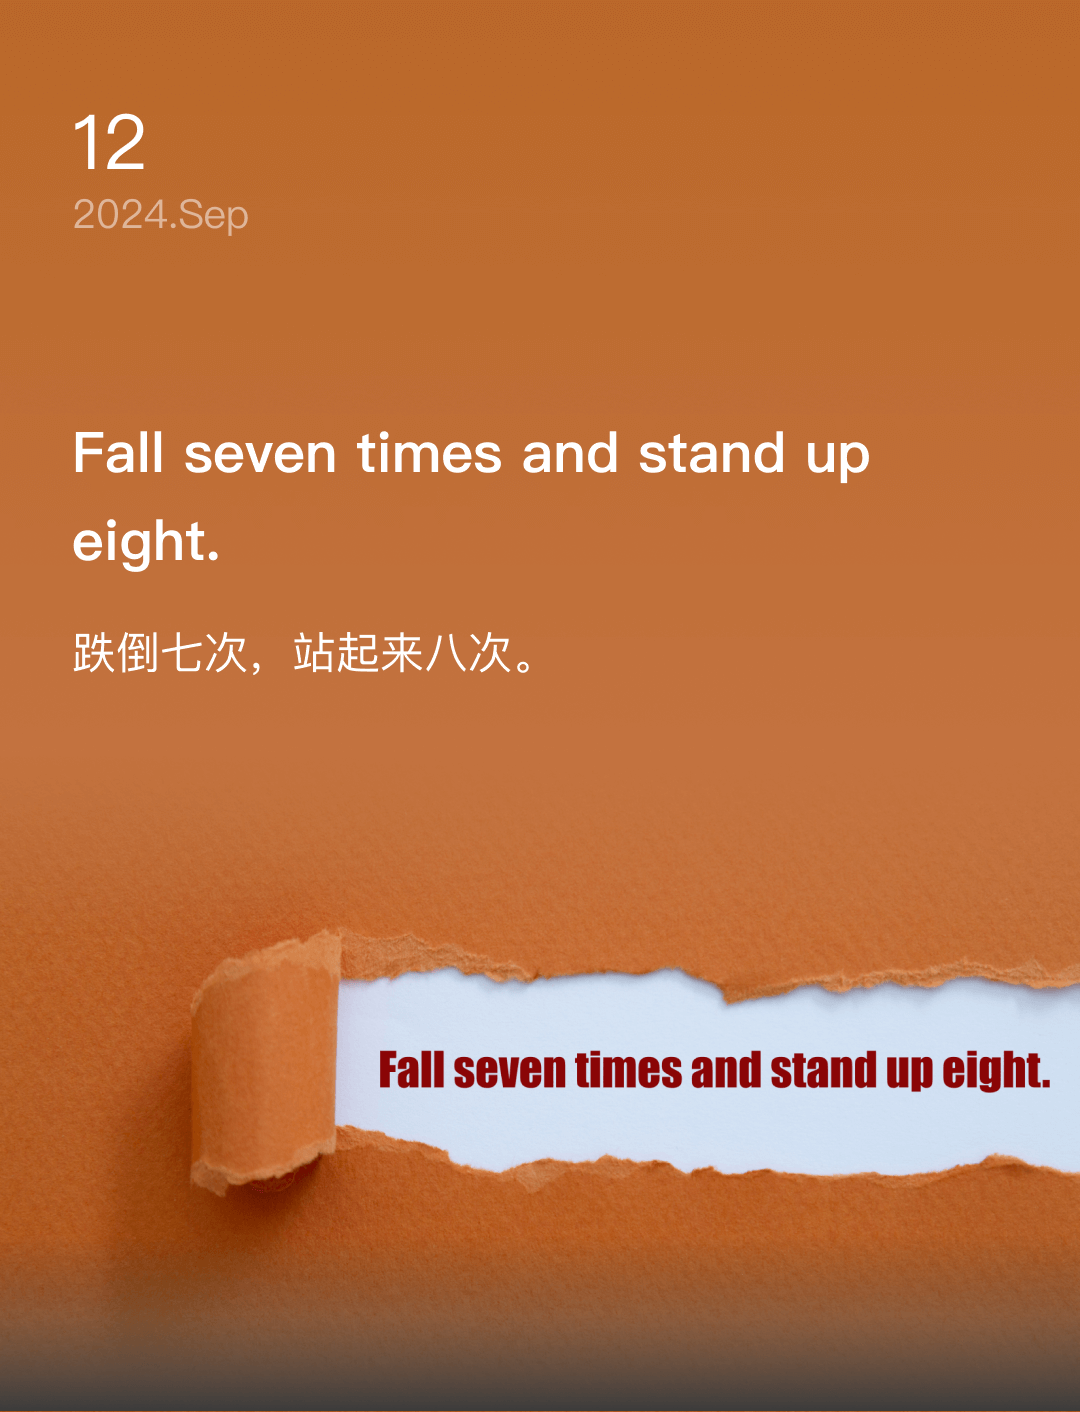 12
2024.Sep
Fall seven times and stand up
eight.
跌倒七次，站起来八次。
Fall seven times and stand up eight.